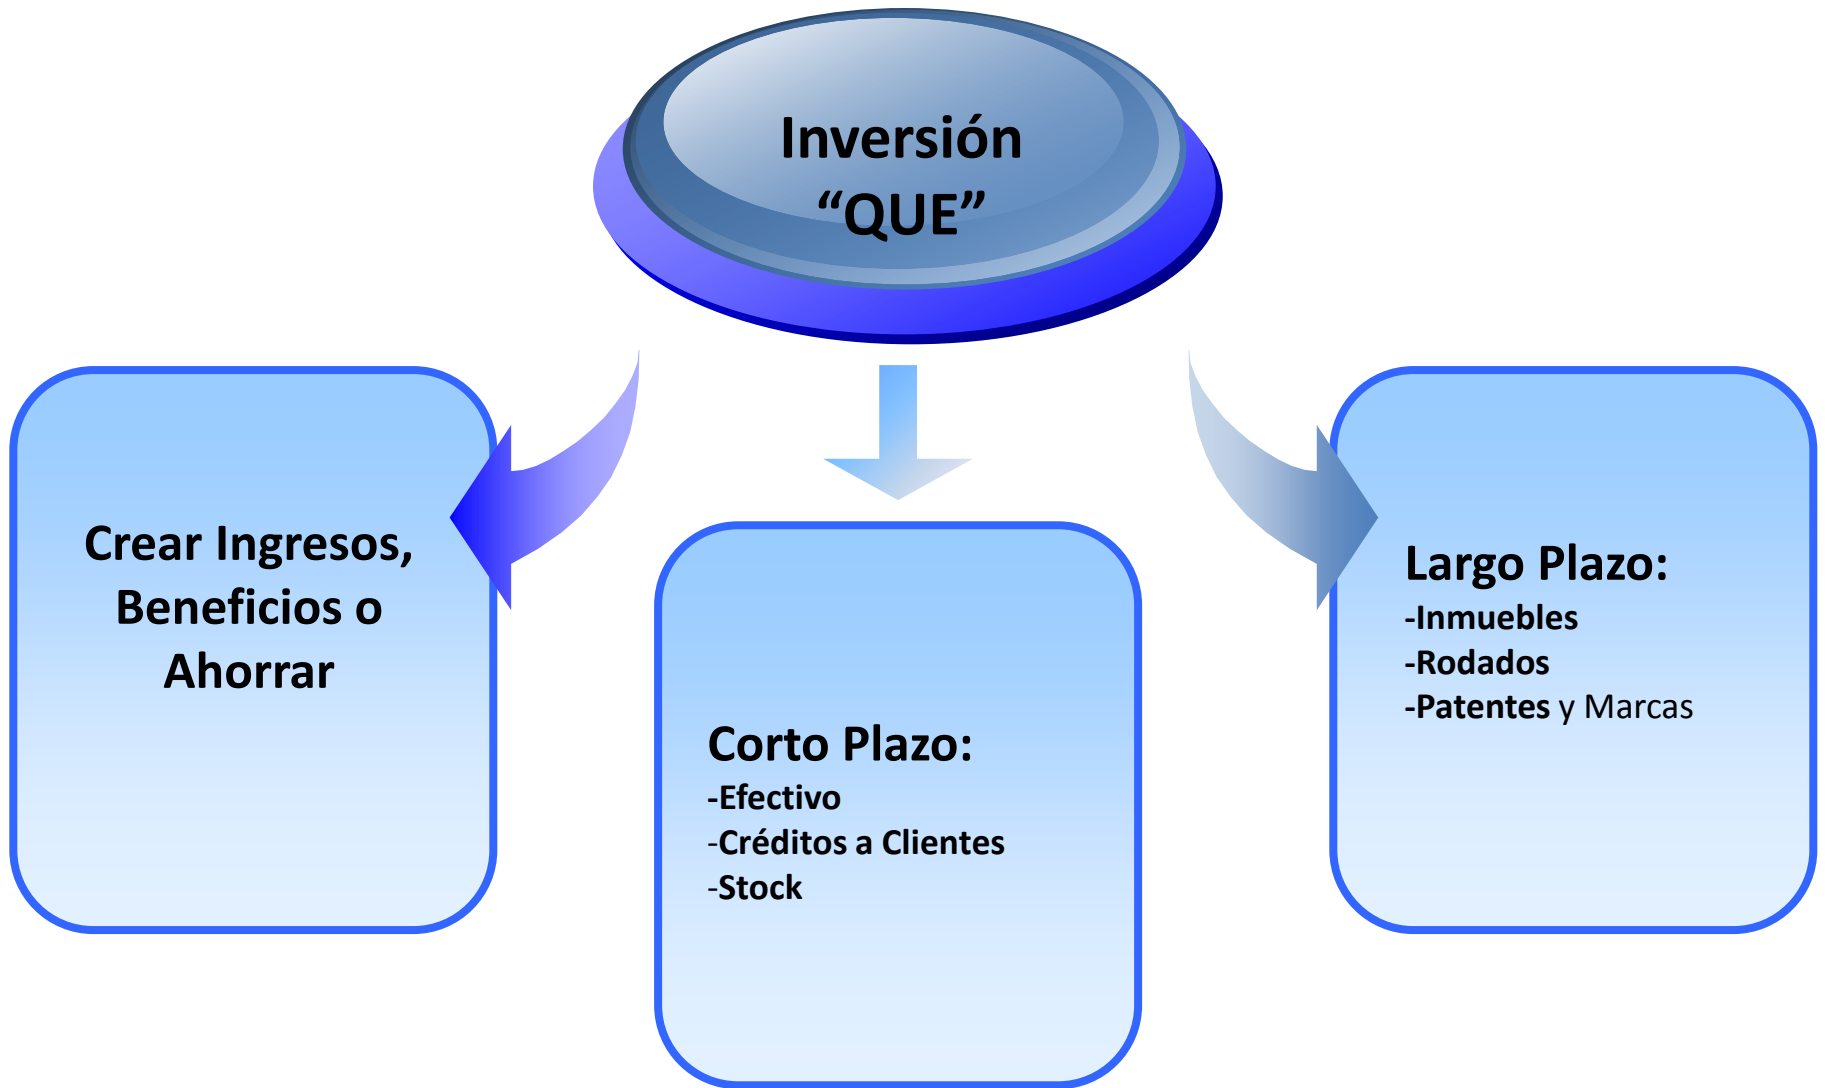 Inversión
“QUE”
Crear Ingresos,
Beneficios o
Ahorrar
Corto Plazo:
-Efectivo
-Créditos a Clientes
-Stock
Largo Plazo:
-Inmuebles
-Rodados
-Patentes y Marcas